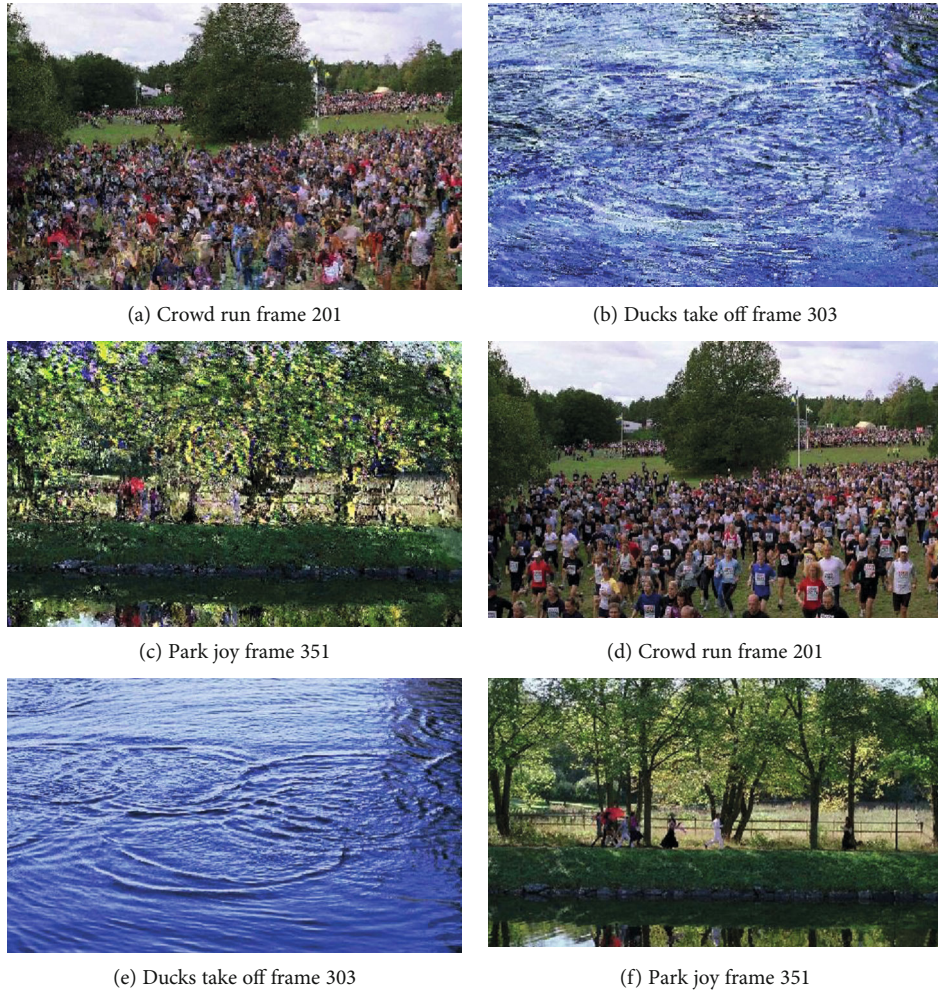 (a) Crowd run frame 201
(b) Ducks take off frame 303
(c) Park joy frame 351
(d) Crowd run frame 201
(e) Ducks take off frame 303
(f) Park joy frame 351